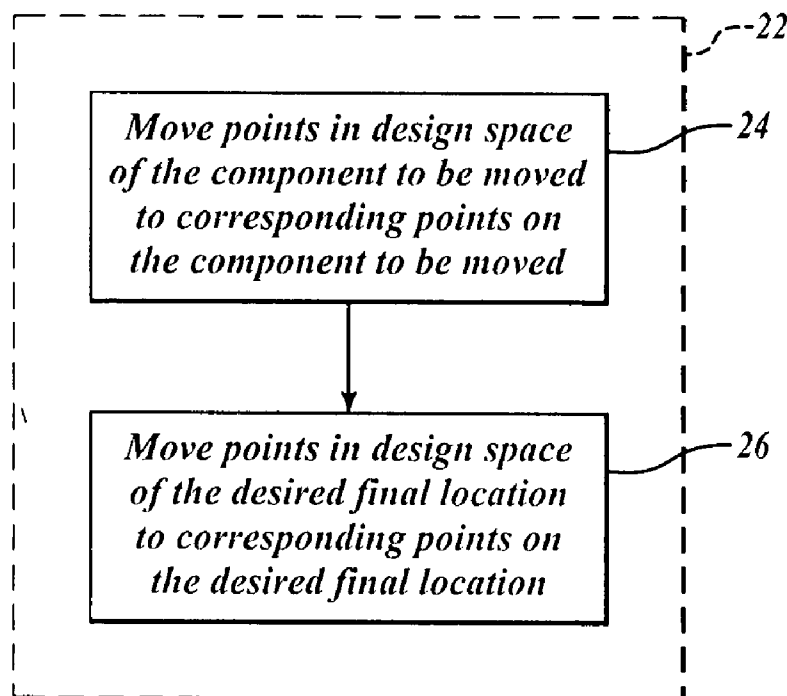 22
Move points in design space
of the component to be moved
to corresponding points on
the component to be moved
24
Move points in design space
of the desired final location
to corresponding points on
the desired final location
26